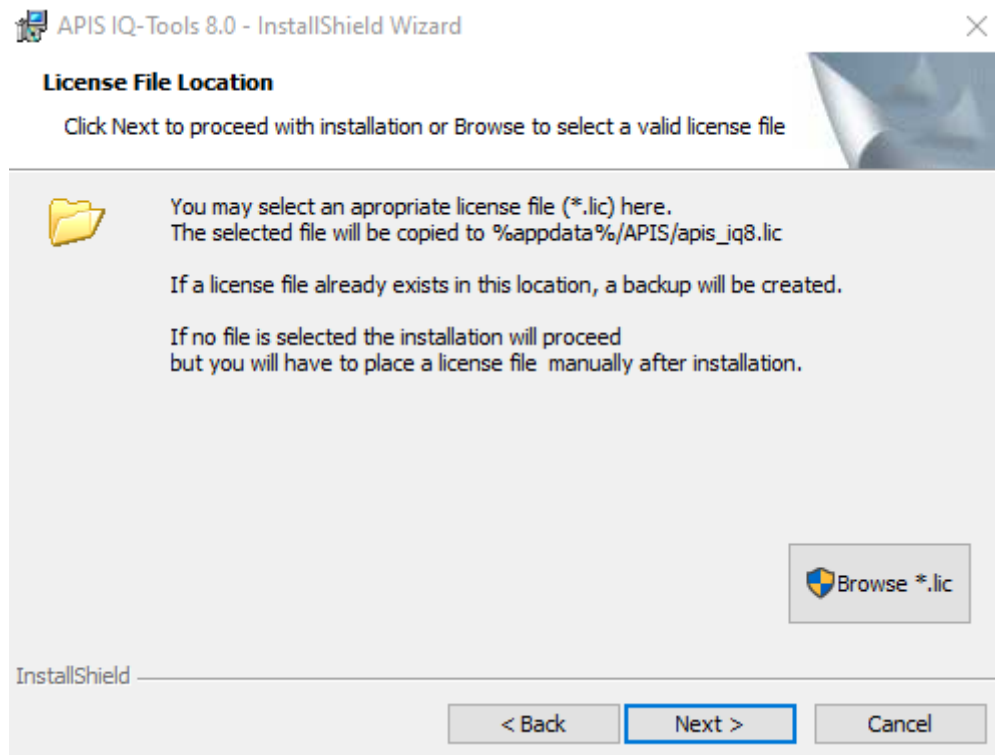 APIS IQ-Tools 8.0 - InstallShield Wizard
License File Location
Click Next to proceed with installation or Browse to select a valid license file
You may select an apropriate license file (*.lic) here.
The selected file will be copied to %appdata%/APIS/apis_iq8.lic
If a license file already exists in this location, a backup will be created.
If no file is selected the installation will proceed
but you will have to place a license file  manually after installation.
Browse *.lic
InstallShield
< Back
Next >
Cancel